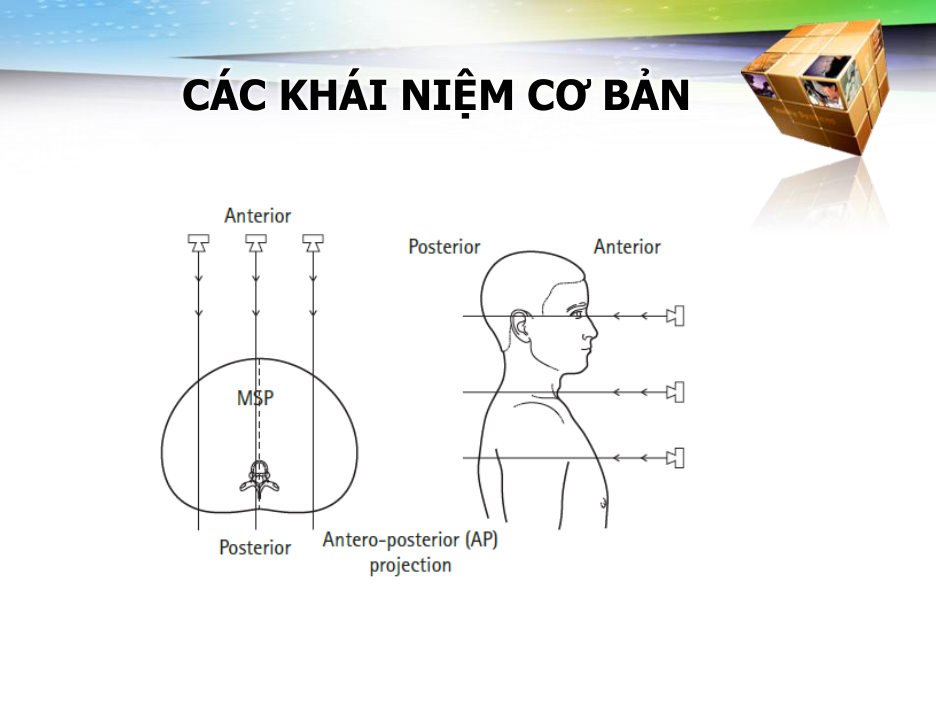 CÁC KHÁI NIỆM CƠ BẢN
Anterior
Posterior
Anterior
MSP
Posterior
Antero-posterior (AP)
projection